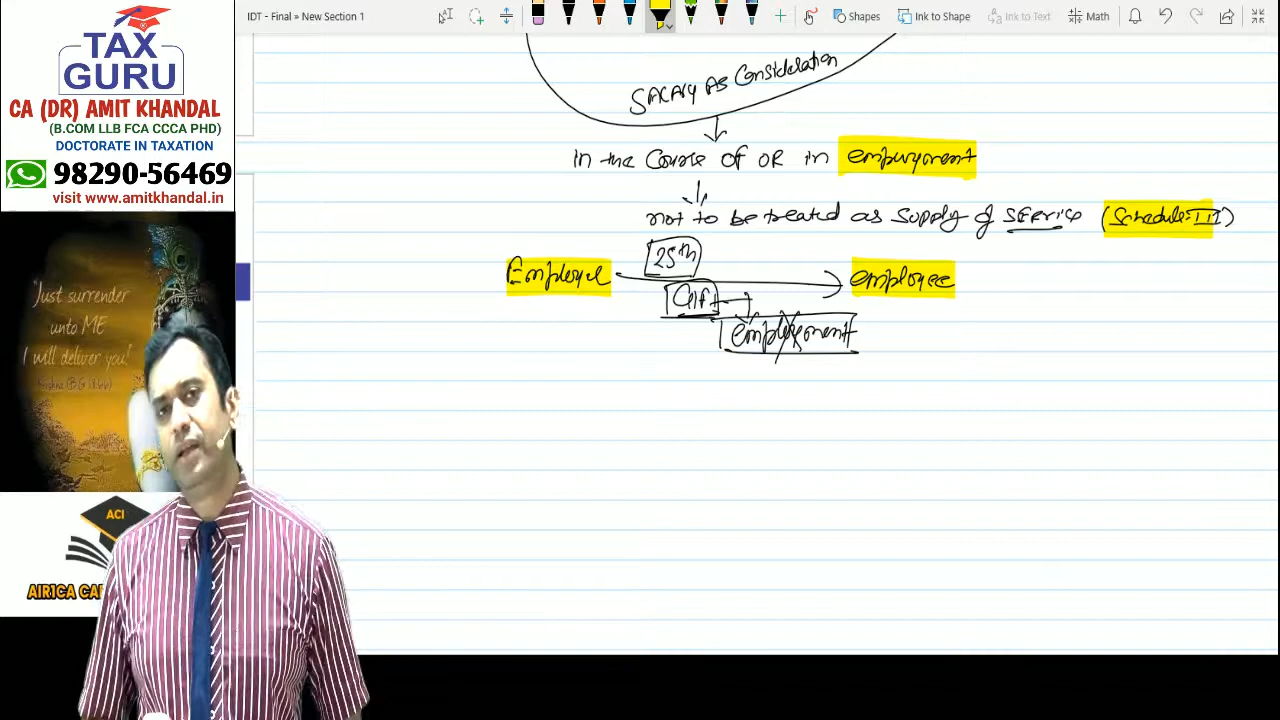 IDT - Final » New Section 1
Shapes
Ink to Shape
Ink to Text
Math
TAX
GURU
CA (DR) AMIT KHANDAL
(B.COM LLB FCA CCCA PHD)
DOCTORATE IN TAXATION
98290-56469
visit www.amitkhandal.in
"Just surrender
unto ME
I will deliver you!"
ACI
AIR1CA CA
SALARY AS Consideration
in the Course of OR in employment
not to be treated as supply of SERvice (Schedule-III)
25th
Employer
employee
Gift
employment